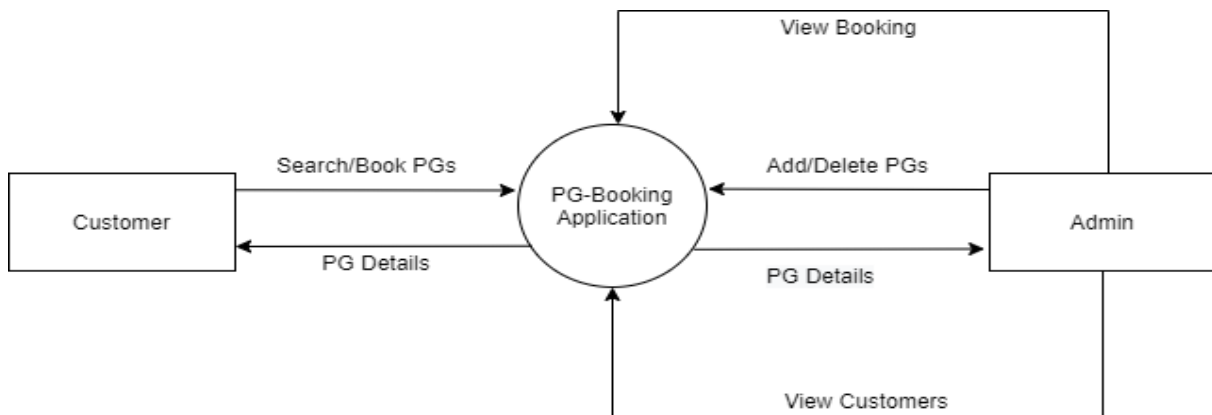 View Booking
Search/Book PGs
Add/Delete PGs
Customer
PG-Booking
Application
Admin
PG Details
PG Details
View Customers